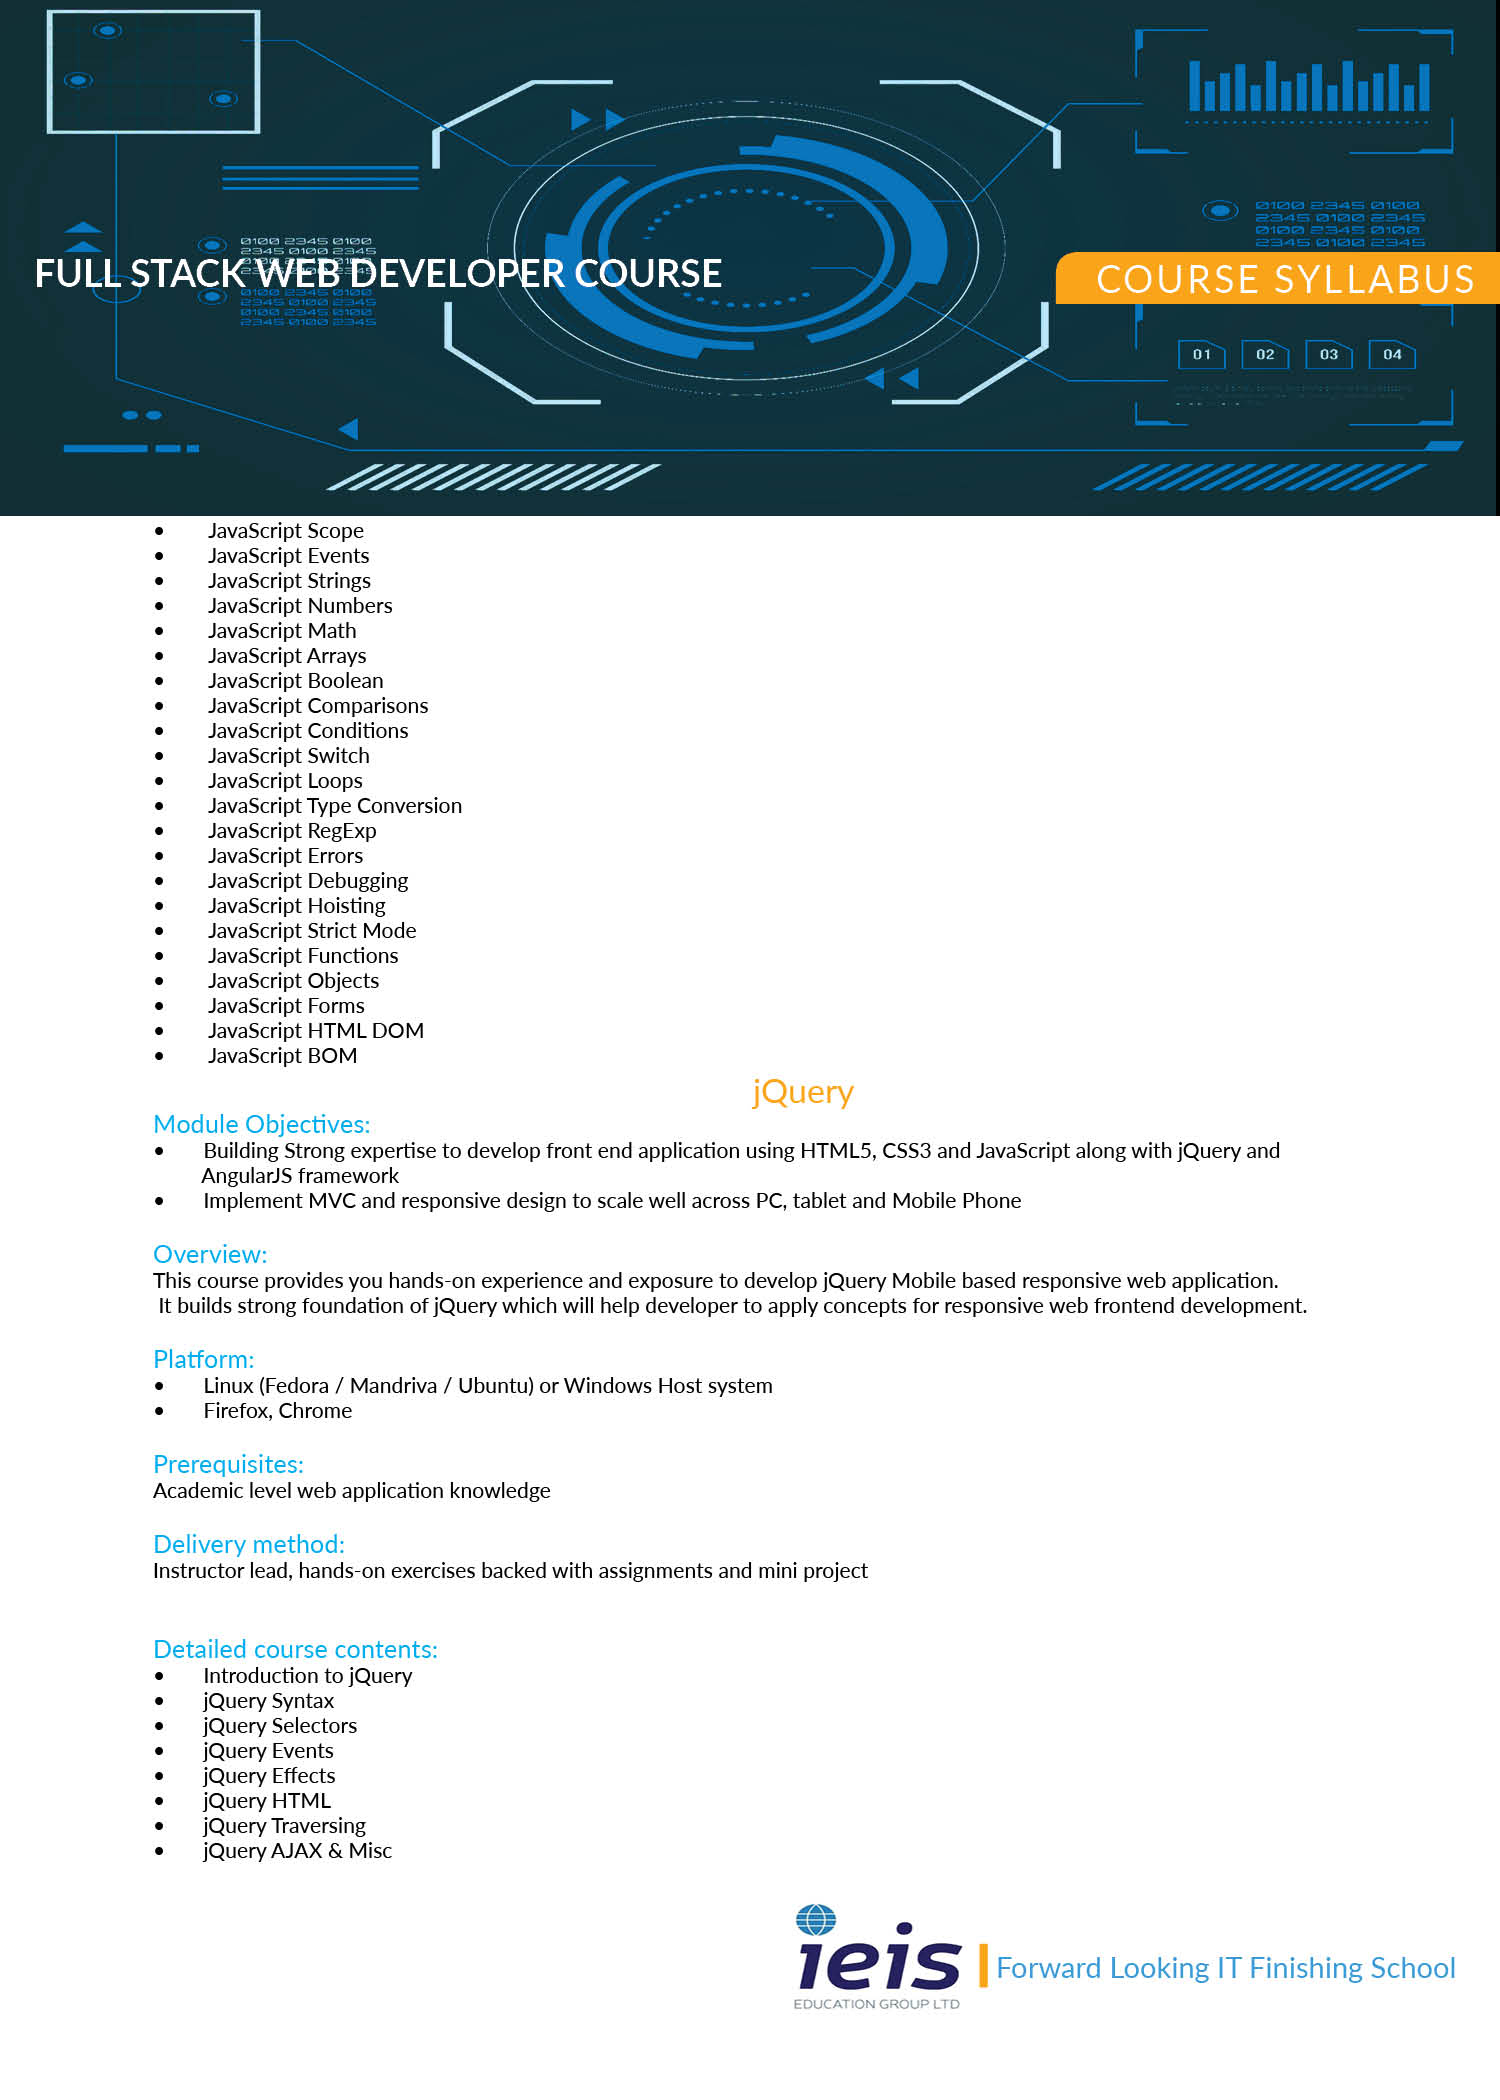 0100 2345 0100
2345 0100 2345
0100 2345 0100
2345 0100 2345
0100 2345 0100
2345 0100 2345
FULL STACK WEB DEVELOPER COURSE
COURSE SYLLABUS
0100 2345 0100
2345 0100 2345
0100 2345 0100
2345 0100 2345
01 02 03 04
• JavaScript Scope
• JavaScript Events
• JavaScript Strings
• JavaScript Numbers
• JavaScript Math
• JavaScript Arrays
• JavaScript Boolean
• JavaScript Comparisons
• JavaScript Conditions
• JavaScript Switch
• JavaScript Loops
• JavaScript Type Conversion
• JavaScript RegExp
• JavaScript Errors
• JavaScript Debugging
• JavaScript Hoisting
• JavaScript Strict Mode
• JavaScript Functions
• JavaScript Objects
• JavaScript Forms
• JavaScript HTML DOM
• JavaScript BOM
jQuery
Module Objectives:
• Building Strong expertise to develop front end application using HTML5, CSS3 and JavaScript along with jQuery and
AngularJS framework
• Implement MVC and responsive design to scale well across PC, tablet and Mobile Phone
Overview:
This course provides you hands-on experience and exposure to develop jQuery Mobile based responsive web application.
It builds strong foundation of jQuery which will help developer to apply concepts for responsive web frontend development.
Platform:
• Linux (Fedora / Mandriva / Ubuntu) or Windows Host system
• Firefox, Chrome
Prerequisites:
Academic level web application knowledge
Delivery method:
Instructor lead, hands-on exercises backed with assignments and mini project
Detailed course contents:
• Introduction to jQuery
• jQuery Syntax
• jQuery Selectors
• jQuery Events
• jQuery Effects
• jQuery HTML
• jQuery Traversing
• jQuery AJAX & Misc
ieis
EDUCATION GROUP LTD
Forward Looking IT Finishing School